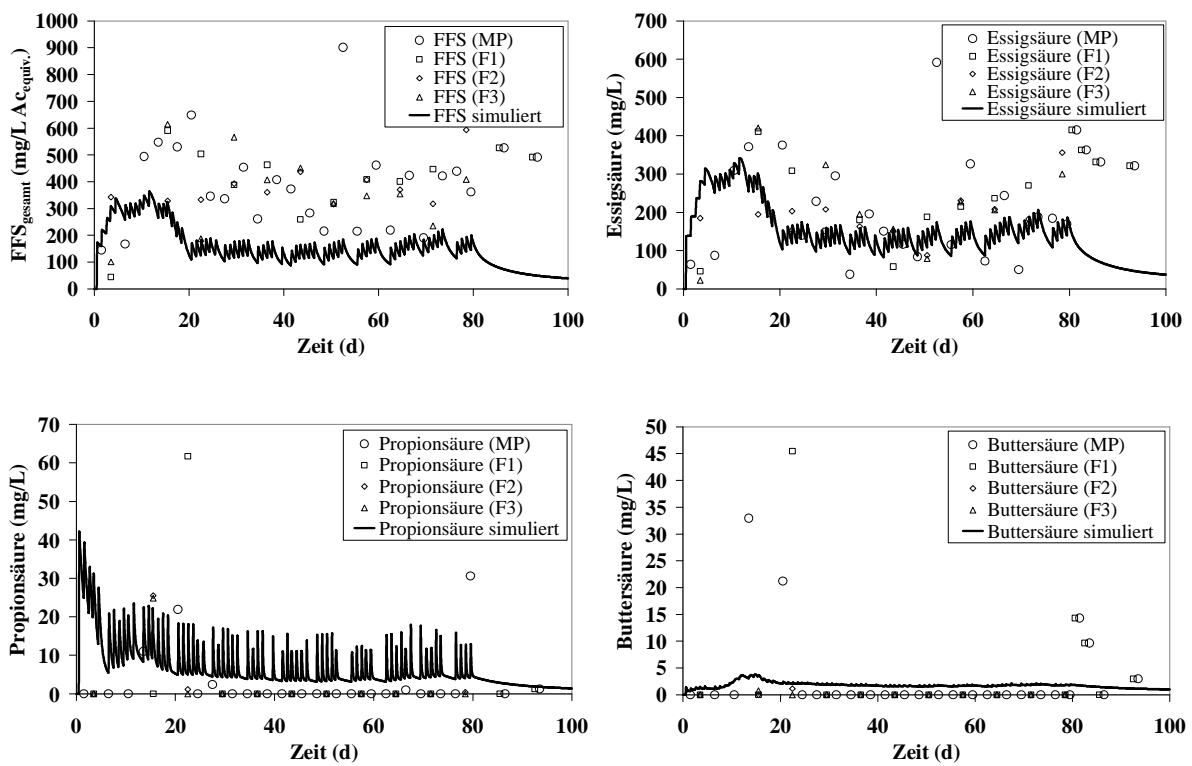 FFS_gesamt (mg/L Ac_equiv.)
1000
900
800
700
600
500
400
300
200
100
0
0 20 40 60 80 100
Zeit (d)
FFS (MP)
FFS (F1)
FFS (F2)
FFS (F3)
FFS simuliert
Essigsäure (mg/L)
700
600
500
400
300
200
100
0
0 20 40 60 80 100
Zeit (d)
Essigsäure (MP)
Essigsäure (F1)
Essigsäure (F2)
Essigsäure (F3)
Essigsäure simuliert
Propionsäure (mg/L)
70
60
50
40
30
20
10
0
0 20 40 60 80 100
Zeit (d)
Propionsäure (MP)
Propionsäure (F1)
Propionsäure (F2)
Propionsäure (F3)
Propionsäure simuliert
Buttersäure (mg/L)
50
45
40
35
30
25
20
15
10
5
0
0 20 40 60 80 100
Zeit (d)
Buttersäure (MP)
Buttersäure (F1)
Buttersäure (F2)
Buttersäure (F3)
Buttersäure simuliert